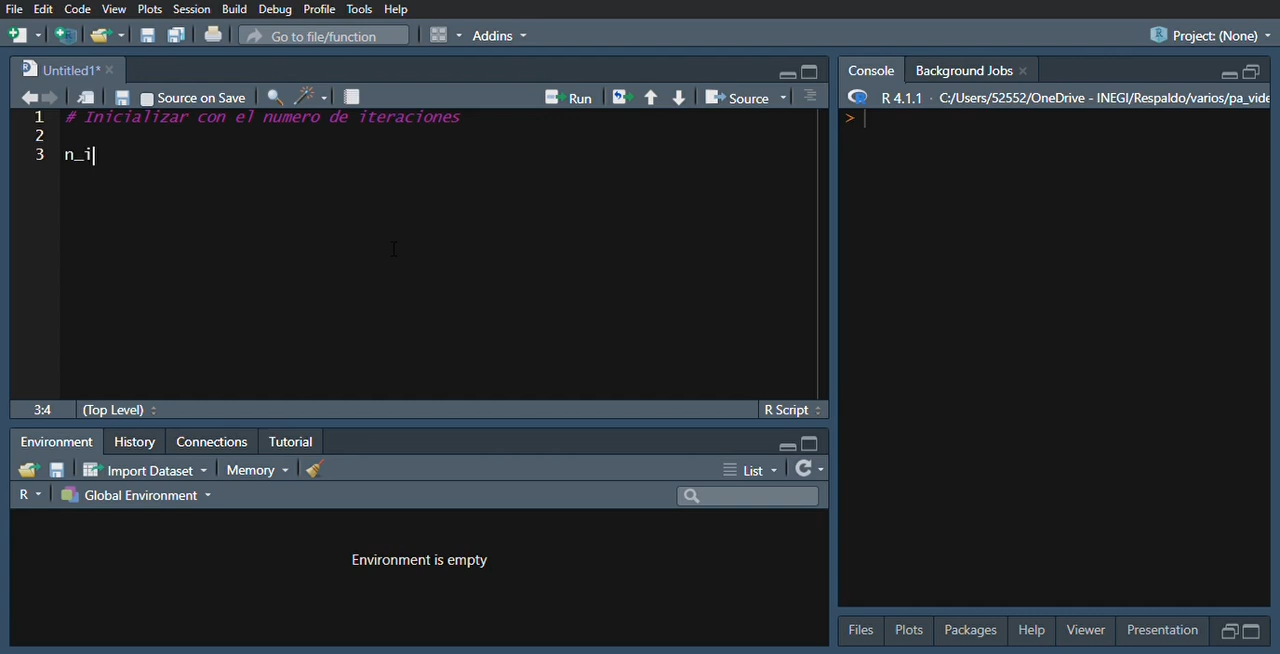 File Edit Code View Plots Session Build Debug Profile Tools Help
Go to file/function Addins Project: (None)
Untitled1*
Source on Save Run Source
1 # Inicializar con el numero de iteraciones
2
3 n_i
3:4 (Top Level) R Script
Environment History Connections Tutorial
Import Dataset Memory List
R Global Environment
Environment is empty
Console Background Jobs
R 4.1.1 · C:/Users/52552/OneDrive - INEGI/Respaldo/varios/pa_vide
>
Files Plots Packages Help Viewer Presentation